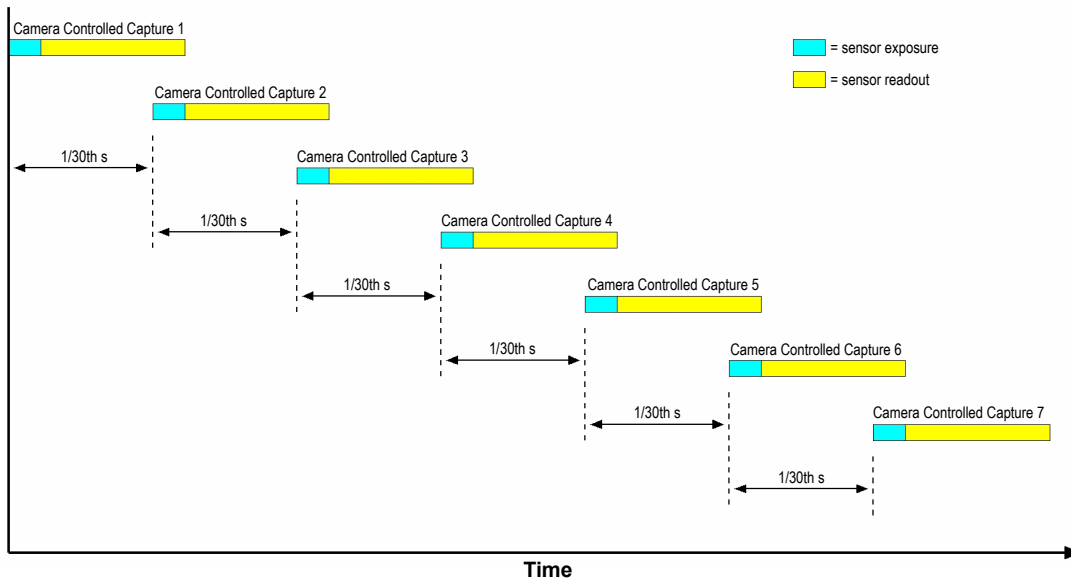 Camera Controlled Capture 1
= sensor exposure
= sensor readout
Camera Controlled Capture 2
1/30th s
Camera Controlled Capture 3
1/30th s
Camera Controlled Capture 4
1/30th s
Camera Controlled Capture 5
1/30th s
Camera Controlled Capture 6
1/30th s
Camera Controlled Capture 7
1/30th s
Time